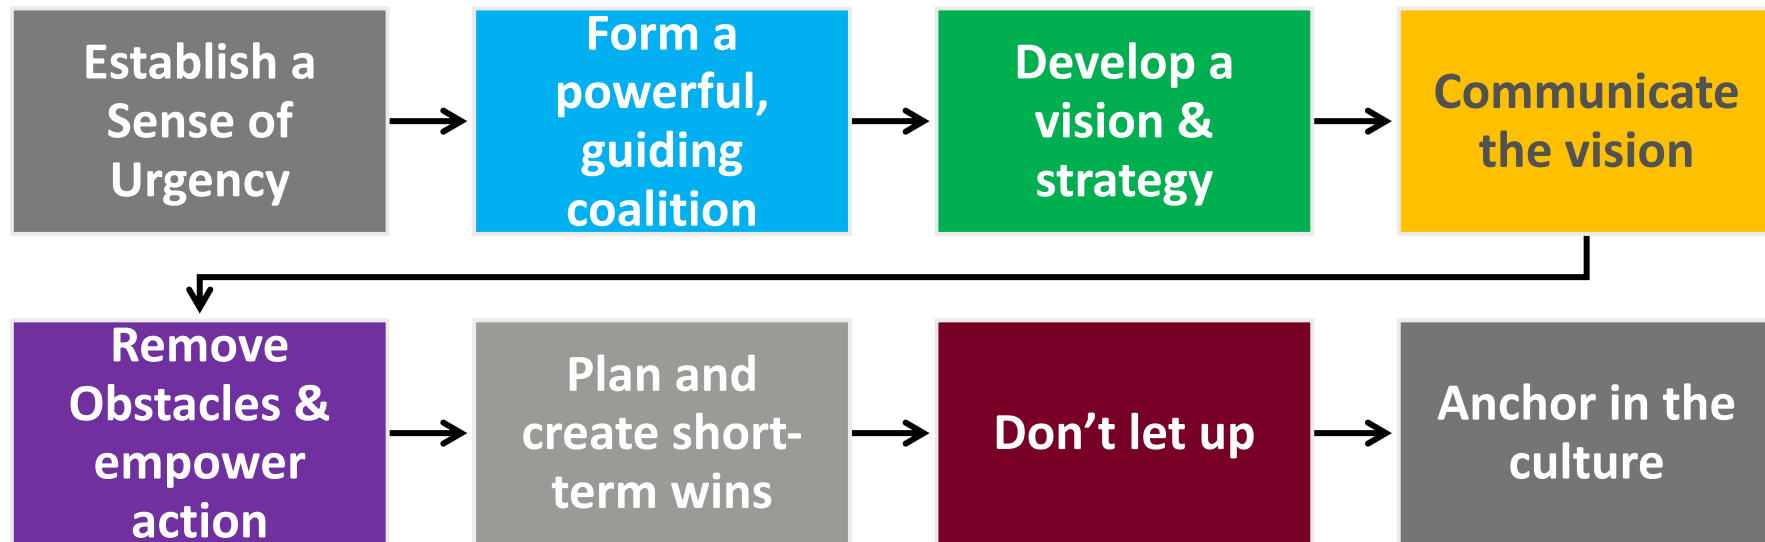 Establish a
Sense of
Urgency
Form a
powerful,
guiding
coalition
Develop a
vision &
strategy
Communicate
the vision
Remove
Obstacles &
empower
action
Plan and
create short-
term wins
Don’t let up
Anchor in the
culture